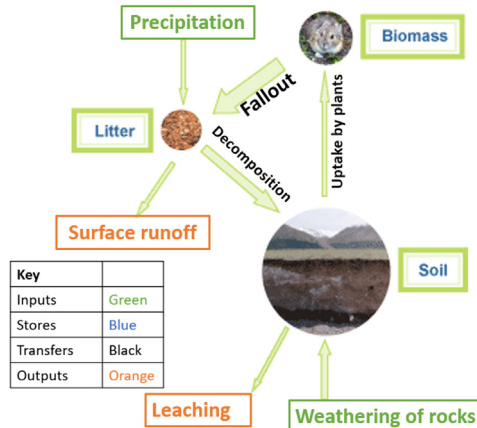 Precipitation
Biomass
Fallout
Litter
Decomposition
Uptake by plants
Surface runoff
Soil
Key
Inputs Green
Stores Blue
Transfers Black
Outputs Orange
Leaching
Weathering of rocks